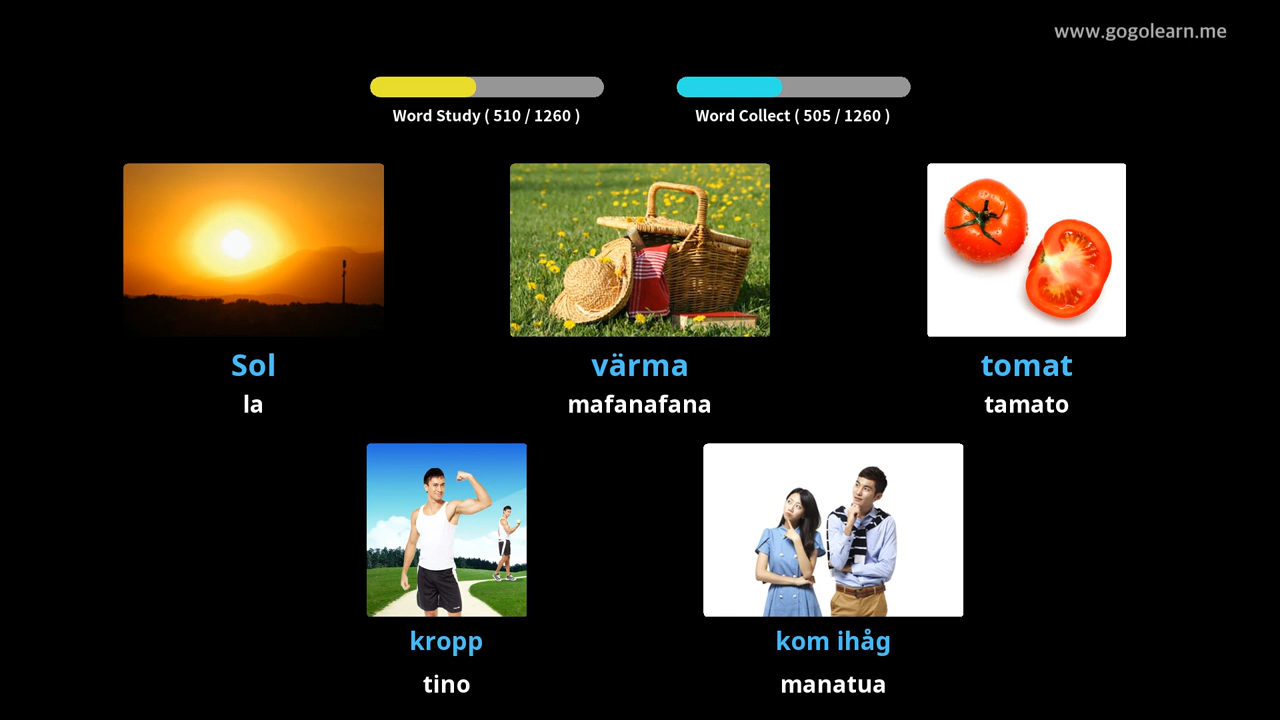 www.gogolearn.me
Word Study ( 510 / 1260 )
Word Collect ( 505 / 1260 )
Sol
la
värma
mafanafana
tomat
tamato
kropp
tino
kom ihåg
manatua